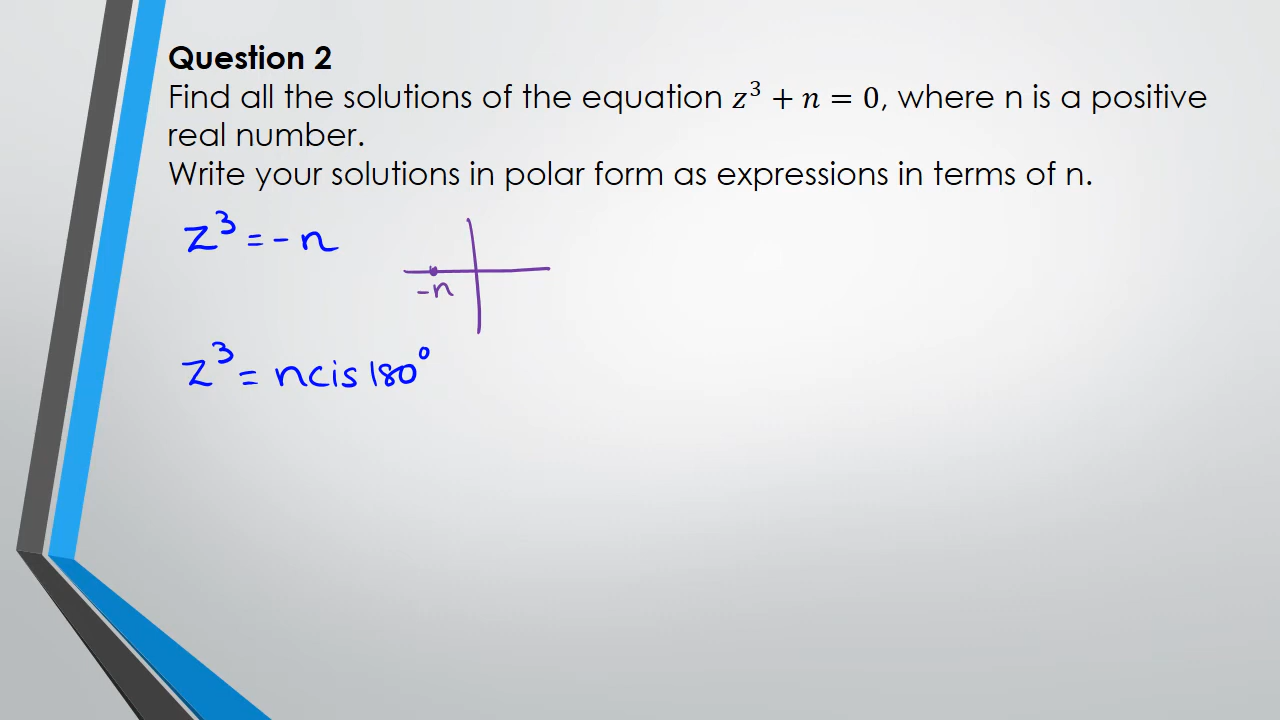 Question 2
Find all the solutions of the equation z³ + n = 0, where n is a positive
real number.
Write your solutions in polar form as expressions in terms of n.
z³ = -n
-n
z³ = n cis 180°